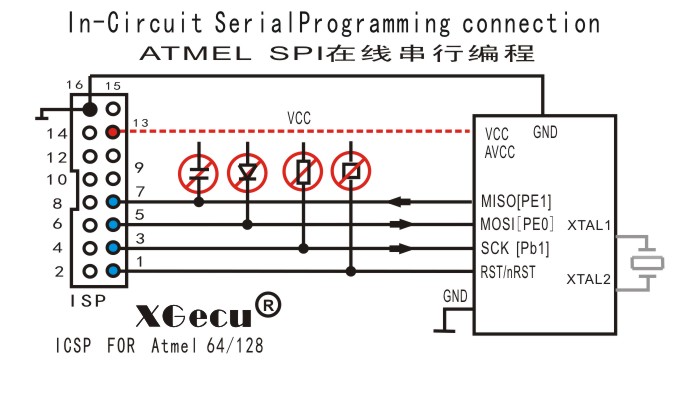 In-Circuit SerialProgramming connection
ATMEL SPI在线串行编程
16 15
13
VCC
VCC GND
AVCC
14
12
9
10
7
8
MISO[PE1]
5
6
MOSI[PE0]
XTAL1
3
4
SCK [Pb1]
1
2
RST/nRST
XTAL2
ISP
GND
XGecu®
ICSP FOR Atmel 64/128